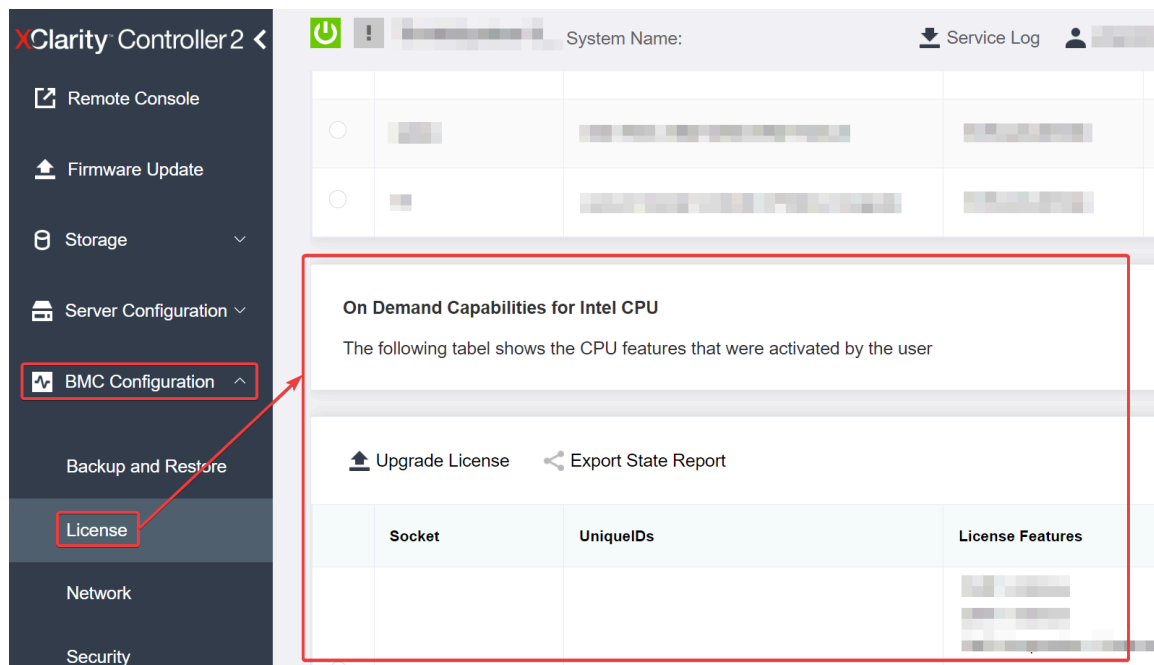 XClarity Controller 2
System Name:
Service Log
Remote Console
Firmware Update
Storage
Server Configuration
BMC Configuration
Backup and Restore
License
Network
Security
On Demand Capabilities for Intel CPU
The following tabel shows the CPU features that were activated by the user
Upgrade License
Export State Report
Socket
UniqueIDs
License Features